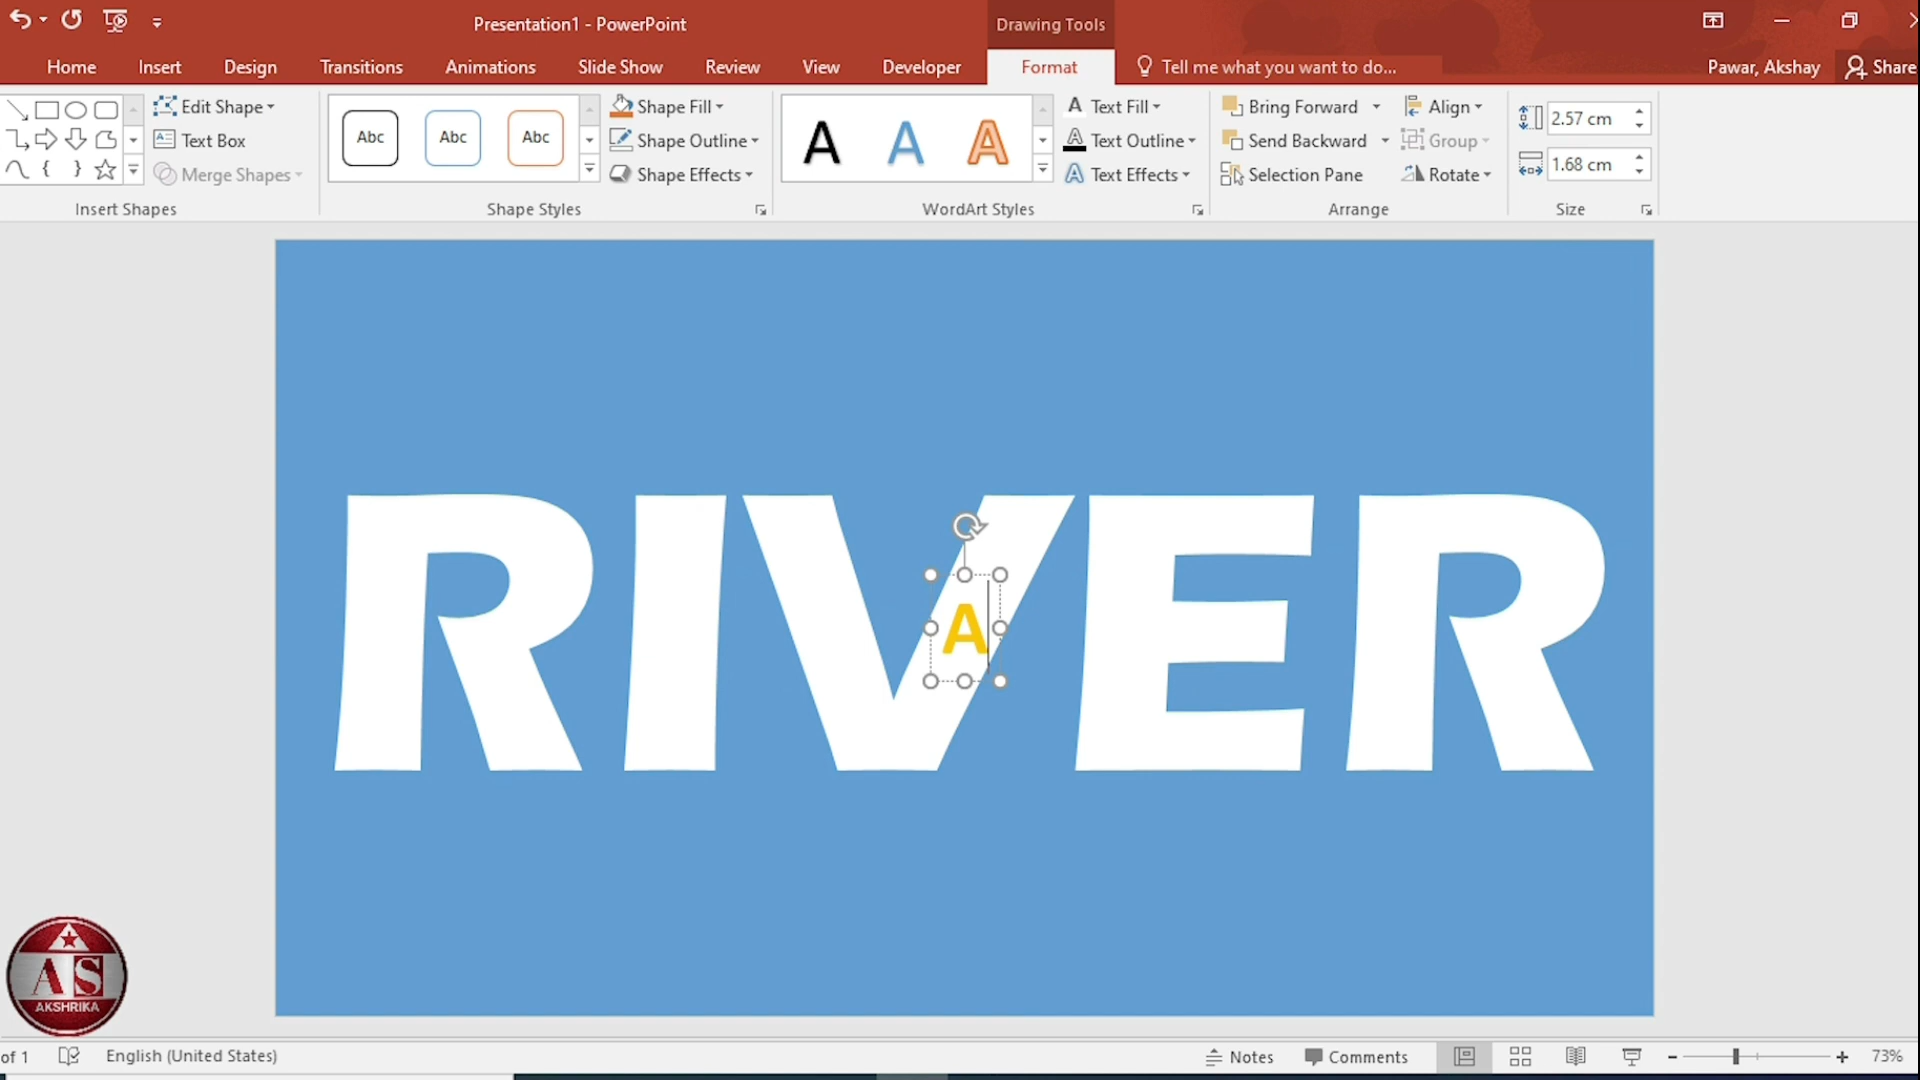 Presentation1 - PowerPoint
Drawing Tools
Home Insert Design Transitions Animations Slide Show Review View Developer Format Tell me what you want to do... Pawar, Akshay Share
Edit Shape
Text Box
Merge Shapes
Insert Shapes
Abc Abc Abc
Shape Fill
Shape Outline
Shape Effects
Shape Styles
A A A
A Text Fill
A Text Outline
A Text Effects
WordArt Styles
Bring Forward
Send Backward
Selection Pane
Align
Group
Rotate
Arrange
2.57 cm
1.68 cm
Size
RIVER
A
AS
AKSHRIKA
of 1 English (United States) Notes Comments 73%